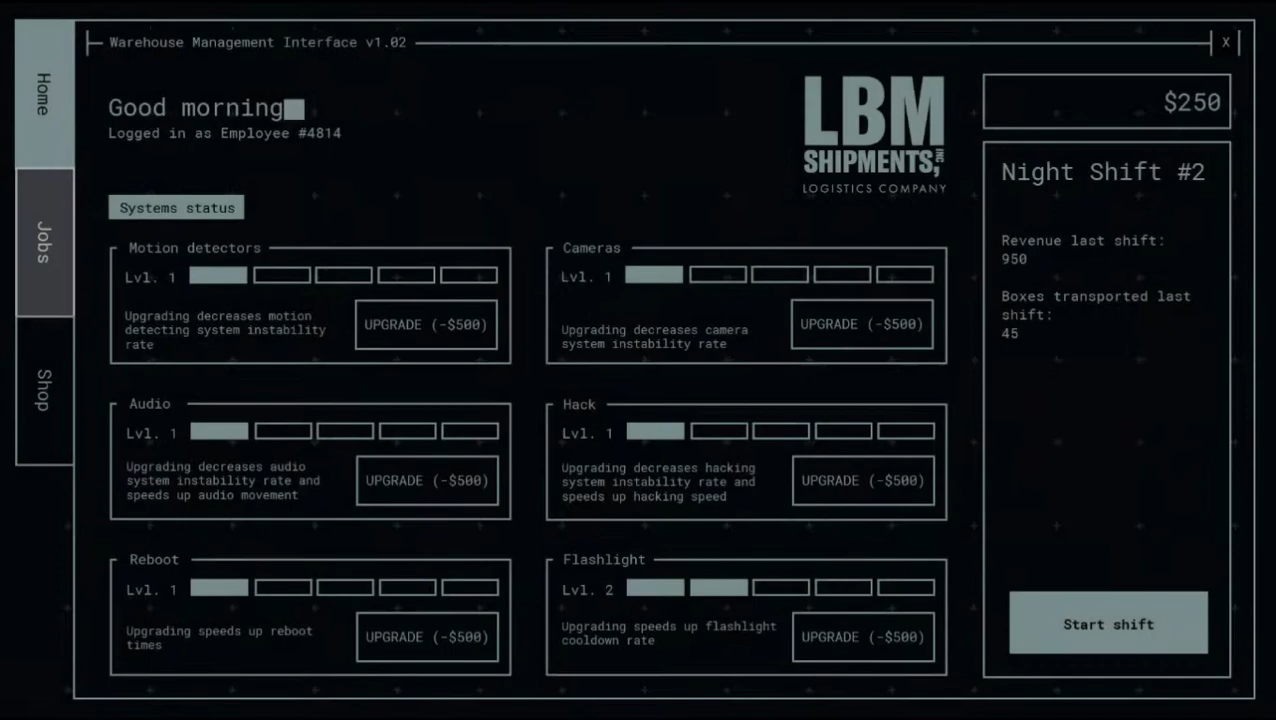 Warehouse Management Interface v1.02
X
Home
Jobs
Shop
Good morning
Logged in as Employee #4814
LBM
SHIPMENTS, INC
LOGISTICS COMPANY
$250
Systems status
Motion detectors
Lvl. 1
Upgrading decreases motion
detecting system instability
rate
UPGRADE (-$500)
Cameras
Lvl. 1
Upgrading decreases camera
system instability rate
UPGRADE (-$500)
Audio
Lvl. 1
Upgrading decreases audio
system instability rate and
speeds up audio movement
UPGRADE (-$500)
Hack
Lvl. 1
Upgrading decreases hacking
system instability rate and
speeds up hacking speed
UPGRADE (-$500)
Reboot
Lvl. 1
Upgrading speeds up reboot
times
UPGRADE (-$500)
Flashlight
Lvl. 2
Upgrading speeds up flashlight
cooldown rate
UPGRADE (-$500)
Night Shift #2
Revenue last shift:
950
Boxes transported last
shift:
45
Start shift